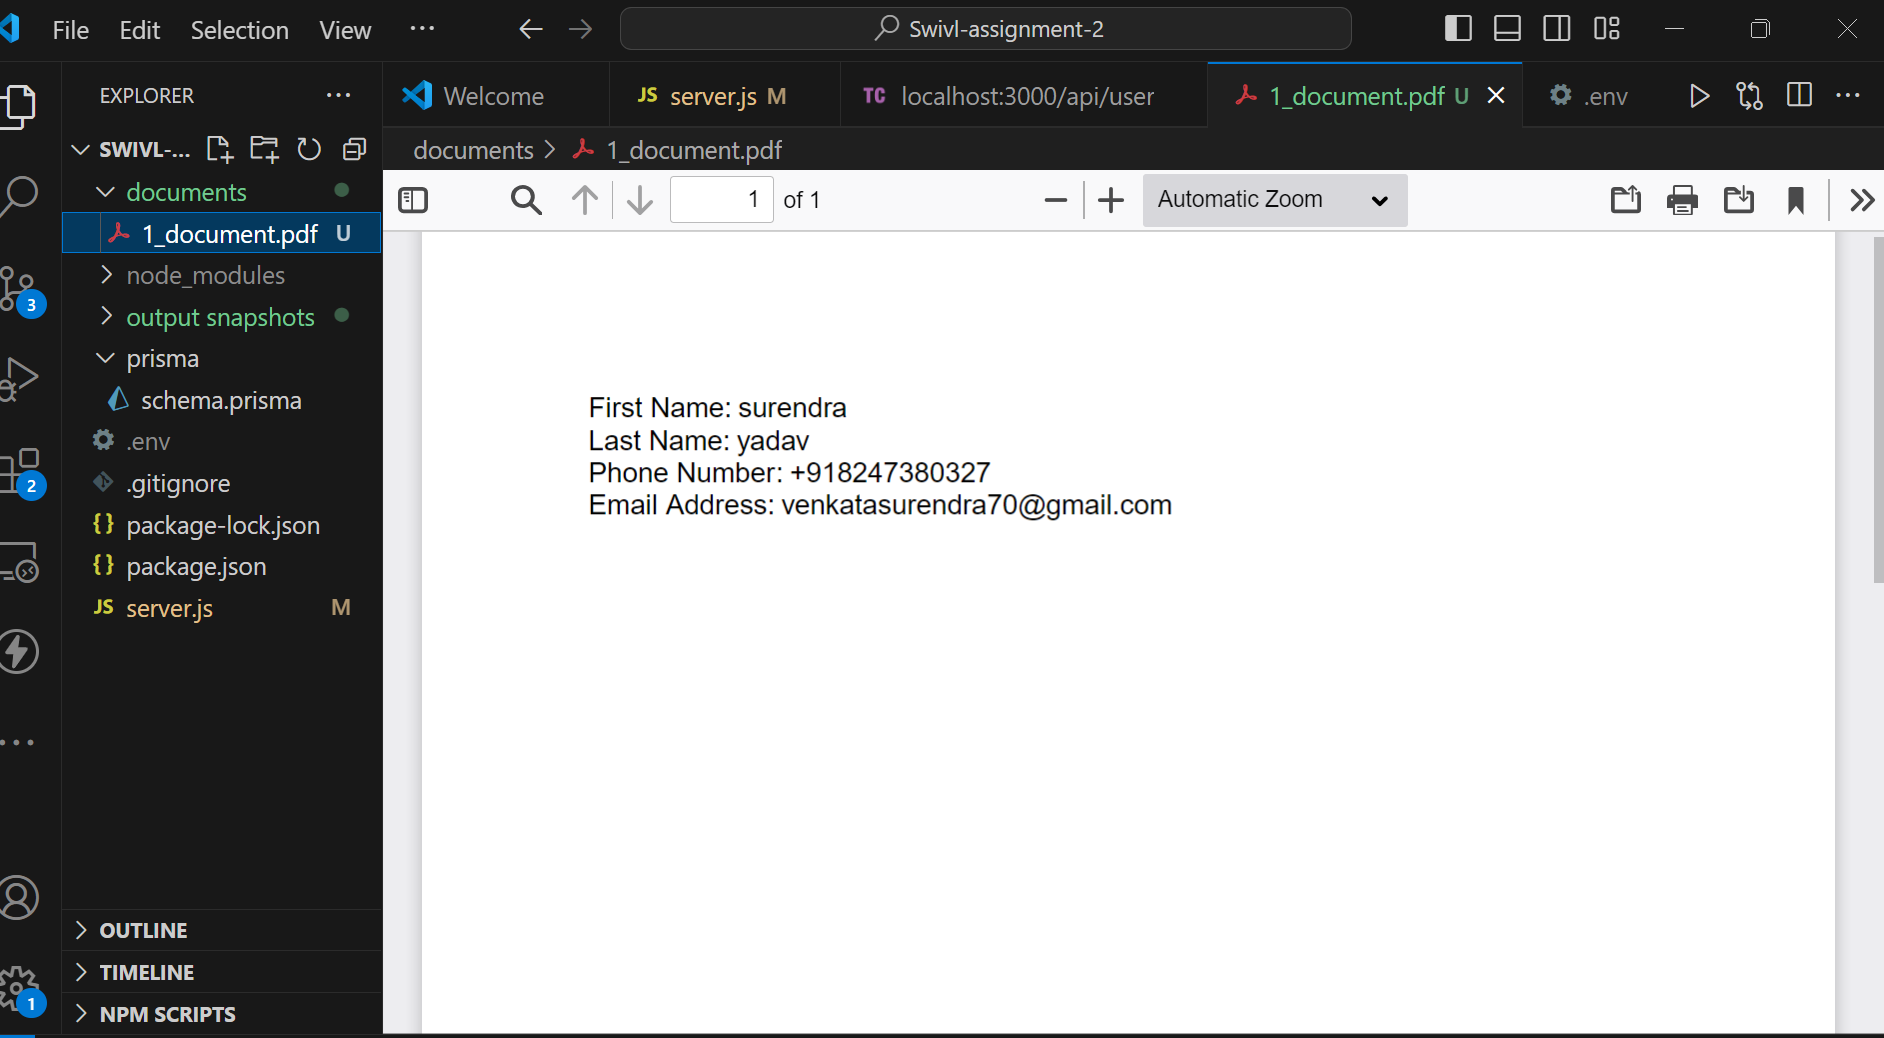 File Edit Selection View ···
Swivl-assignment-2
EXPLORER ···
Welcome
JS server.js M
TC localhost:3000/api/user
1_document.pdf U
.env
SWIVL-...
documents > 1_document.pdf
documents
1_document.pdf U
node_modules
output snapshots
prisma
schema.prisma
.env
.gitignore
{} package-lock.json
{} package.json
JS server.js M
3
2
1
OUTLINE
TIMELINE
NPM SCRIPTS
1 of 1
Automatic Zoom
First Name: surendra
Last Name: yadav
Phone Number: +918247380327
Email Address: venkatasurendra70@gmail.com